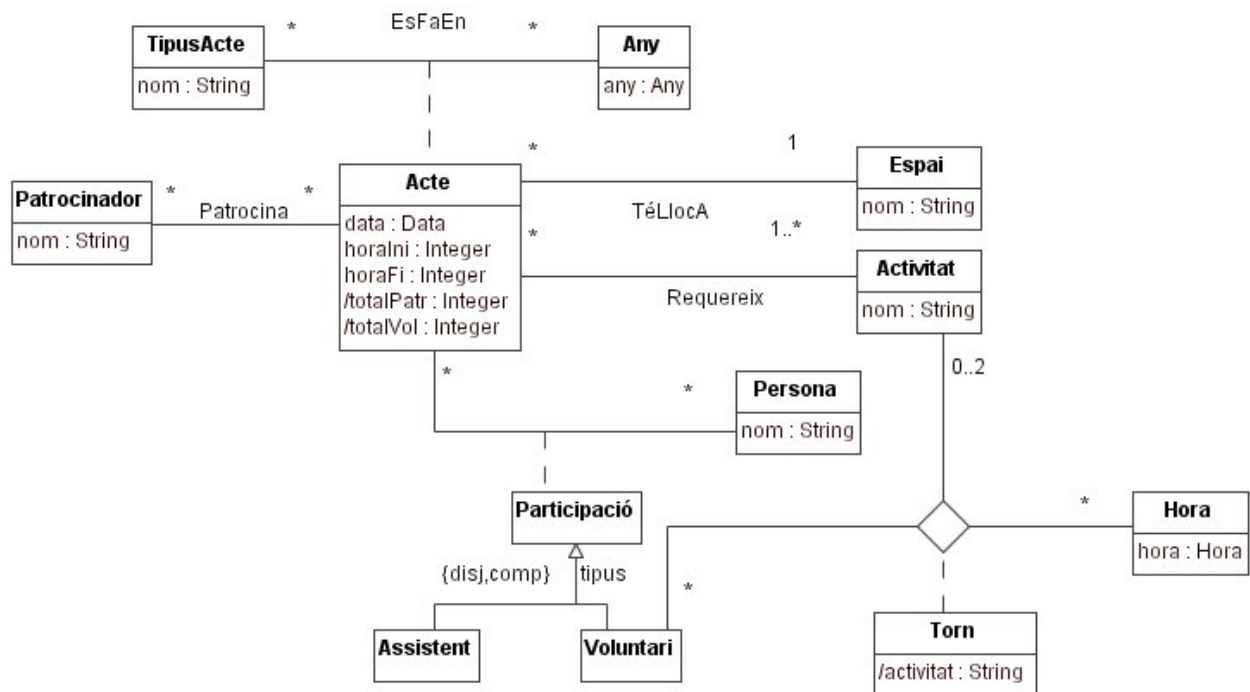 * EsFaEn *
TipusActe
nom : String
Any
any : Any
* 1
Espai
nom : String
TéLlocA
Patrocinador
nom : String
* Patrocina *
Acte
data : Data
horaIni : Integer
horaFi : Integer
/totalPatr : Integer
/totalVol : Integer
* 1..*
Requereix
Activitat
nom : String
0..2
*
*
Persona
nom : String
Participació
{disj,comp} tipus
Assistent
Voluntari
*
*
Hora
hora : Hora
Torn
/activitat : String